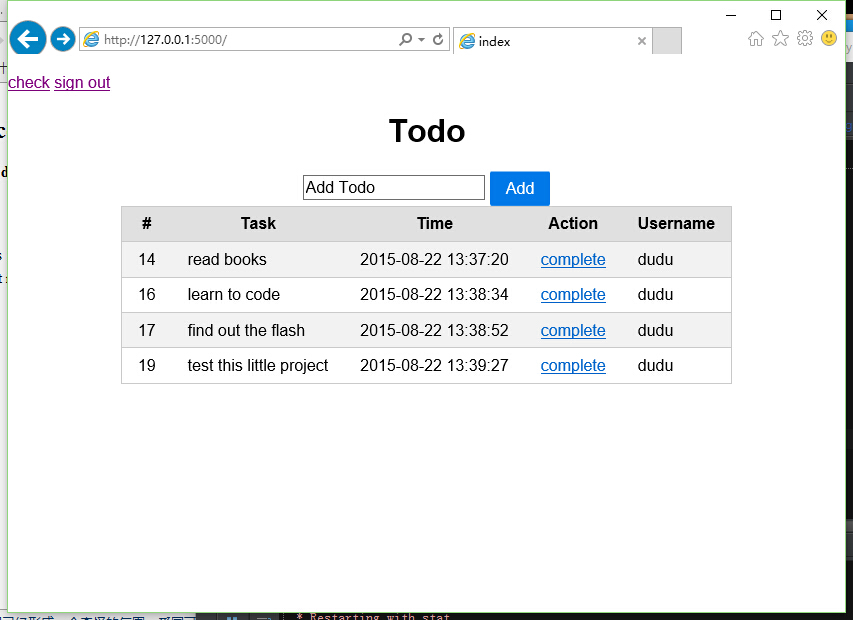 http://127.0.0.1:5000/
index
check sign out
Todo
Add Todo Add
# Task Time Action Username
14 read books 2015-08-22 13:37:20 complete dudu
16 learn to code 2015-08-22 13:38:34 complete dudu
17 find out the flash 2015-08-22 13:38:52 complete dudu
19 test this little project 2015-08-22 13:39:27 complete dudu
* Restarting with stat